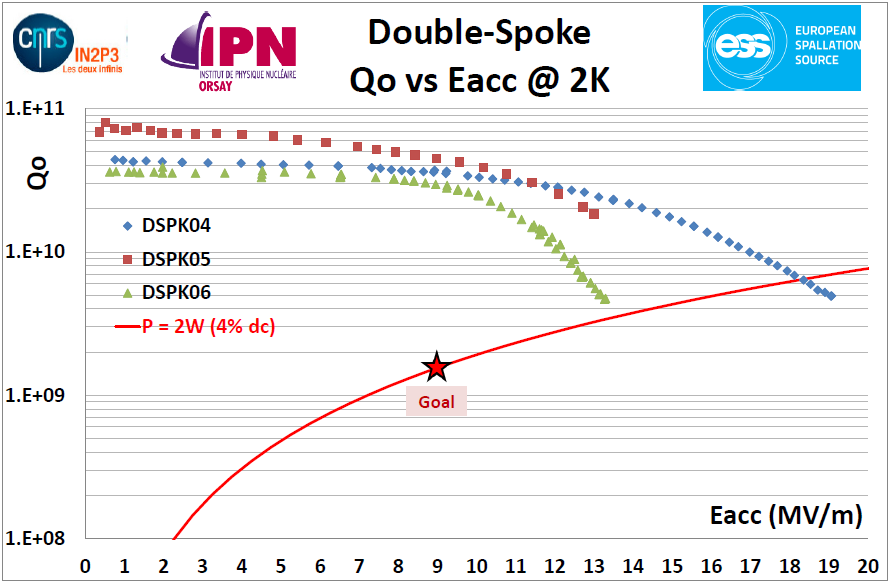 cnrs
IN2P3
Les deux infinis
IPN
INSTITUT DE PHYSIQUE NUCLÉAIRE
ORSAY
Double-Spoke
Qo vs Eacc @ 2K
ess
EUROPEAN
SPALLATION
SOURCE
1.E+11
1.E+10
1.E+09
1.E+08
Qo
DSPK04
DSPK05
DSPK06
P = 2W (4% dc)
Goal
Eacc (MV/m)
0 1 2 3 4 5 6 7 8 9 10 11 12 13 14 15 16 17 18 19 20